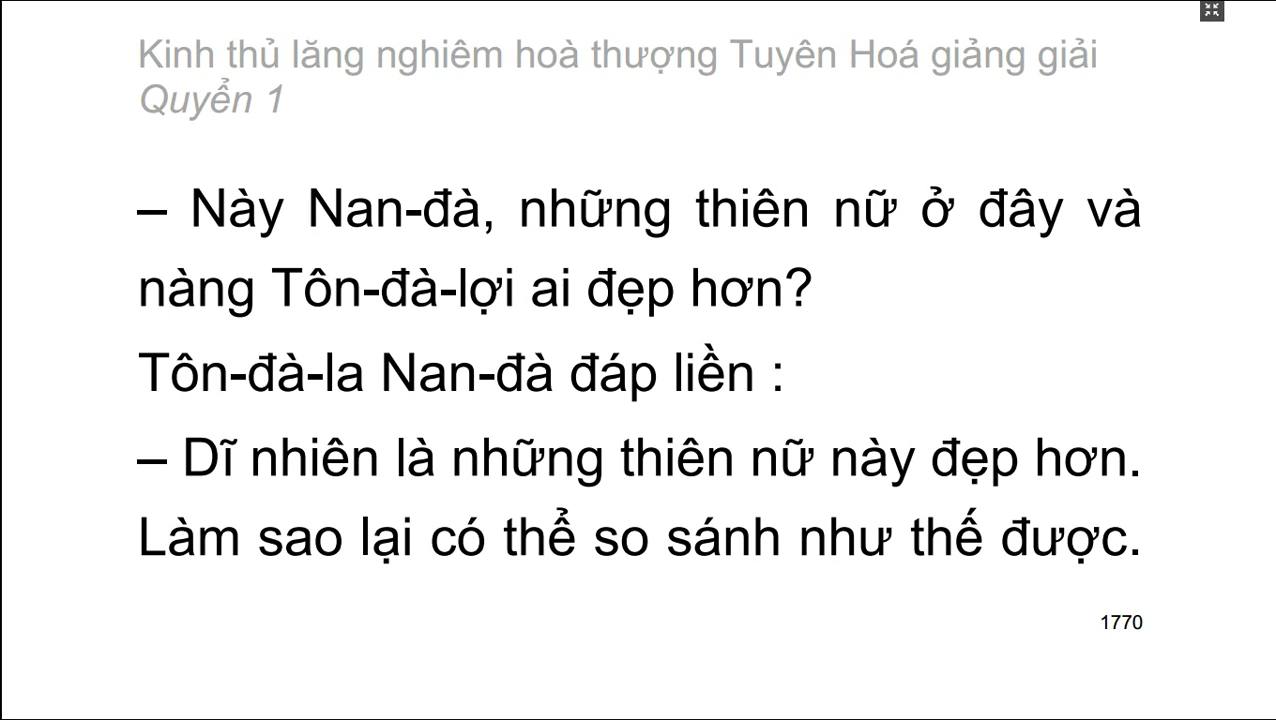 Kinh thủ lăng nghiêm hoà thượng Tuyên Hoá giảng giải
Quyển 1
– Này Nan-đà, những thiên nữ ở đây và
nàng Tôn-đà-lợi ai đẹp hơn?
Tôn-đà-la Nan-đà đáp liền :
– Dĩ nhiên là những thiên nữ này đẹp hơn.
Làm sao lại có thể so sánh như thế được.
1770